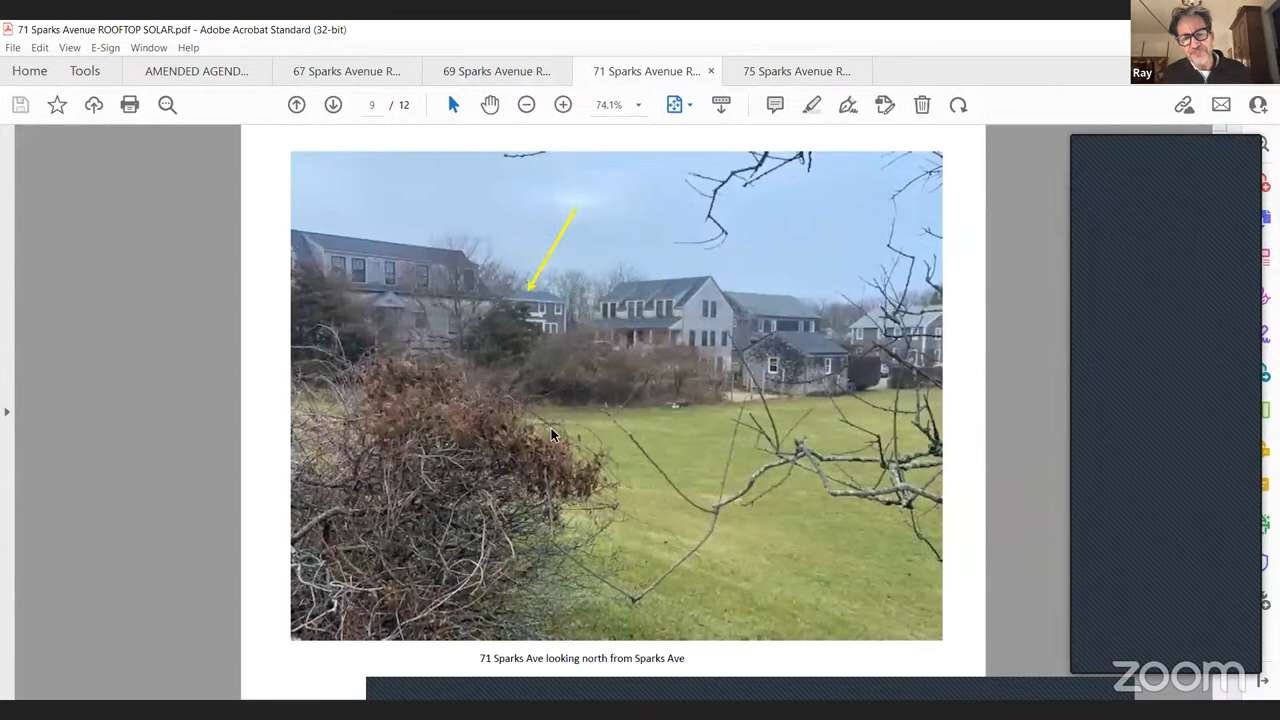 71 Sparks Avenue ROOFTOP SOLAR.pdf - Adobe Acrobat Standard (32-bit)
File Edit View E-Sign Window Help
Home Tools AMENDED AGEND... 67 Sparks Avenue R... 69 Sparks Avenue R... 71 Sparks Avenue R... × 75 Sparks Avenue R...
9 / 12 74.1%
Ray
71 Sparks Ave looking north from Sparks Ave
zoom